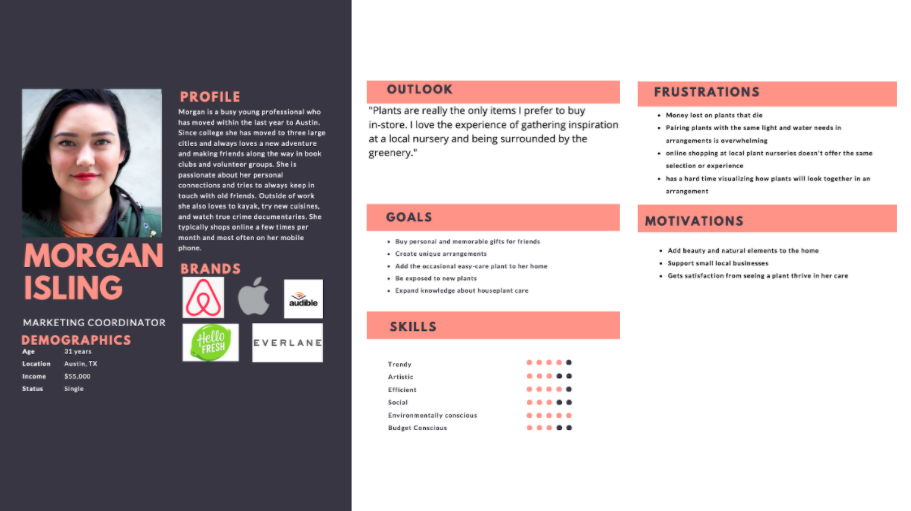 MORGAN
ISLING
MARKETING COORDINATOR
DEMOGRAPHICS
Age 31 years
Location Austin, TX
Income $55,000
Status Single
PROFILE
Morgan is a busy young professional who
has moved within the last year to Austin.
Since college she has moved to three large
cities and always loves a new adventure
and making friends along the way in book
clubs and volunteer groups. She is
passionate about her personal
connections and tries to always keep in
touch with old friends. Outside of work
she also loves to kayak, try new cuisines,
and watch true crime documentaries. She
typically shops online a few times per
month and most often on her mobile
phone.
BRANDS
audible
Hello
FRESH
EVERLANE
OUTLOOK
"Plants are really the only items I prefer to buy
in-store. I love the experience of gathering inspiration
at a local nursery and being surrounded by the
greenery."
GOALS
Buy personal and memorable gifts for friends
Create unique arrangements
Add the occasional easy-care plant to her home
Be exposed to new plants
Expand knowledge about houseplant care
SKILLS
Trendy
Artistic
Efficient
Social
Environmentally conscious
Budget Conscious
FRUSTRATIONS
Money lost on plants that die
Pairing plants with the same light and water needs in
arrangements is overwhelming
online shopping at local plant nurseries doesn't offer the same
selection or experience
has a hard time visualizing how plants will look together in an
arrangement
MOTIVATIONS
Add beauty and natural elements to the home
Support small local businesses
Gets satisfaction from seeing a plant thrive in her care